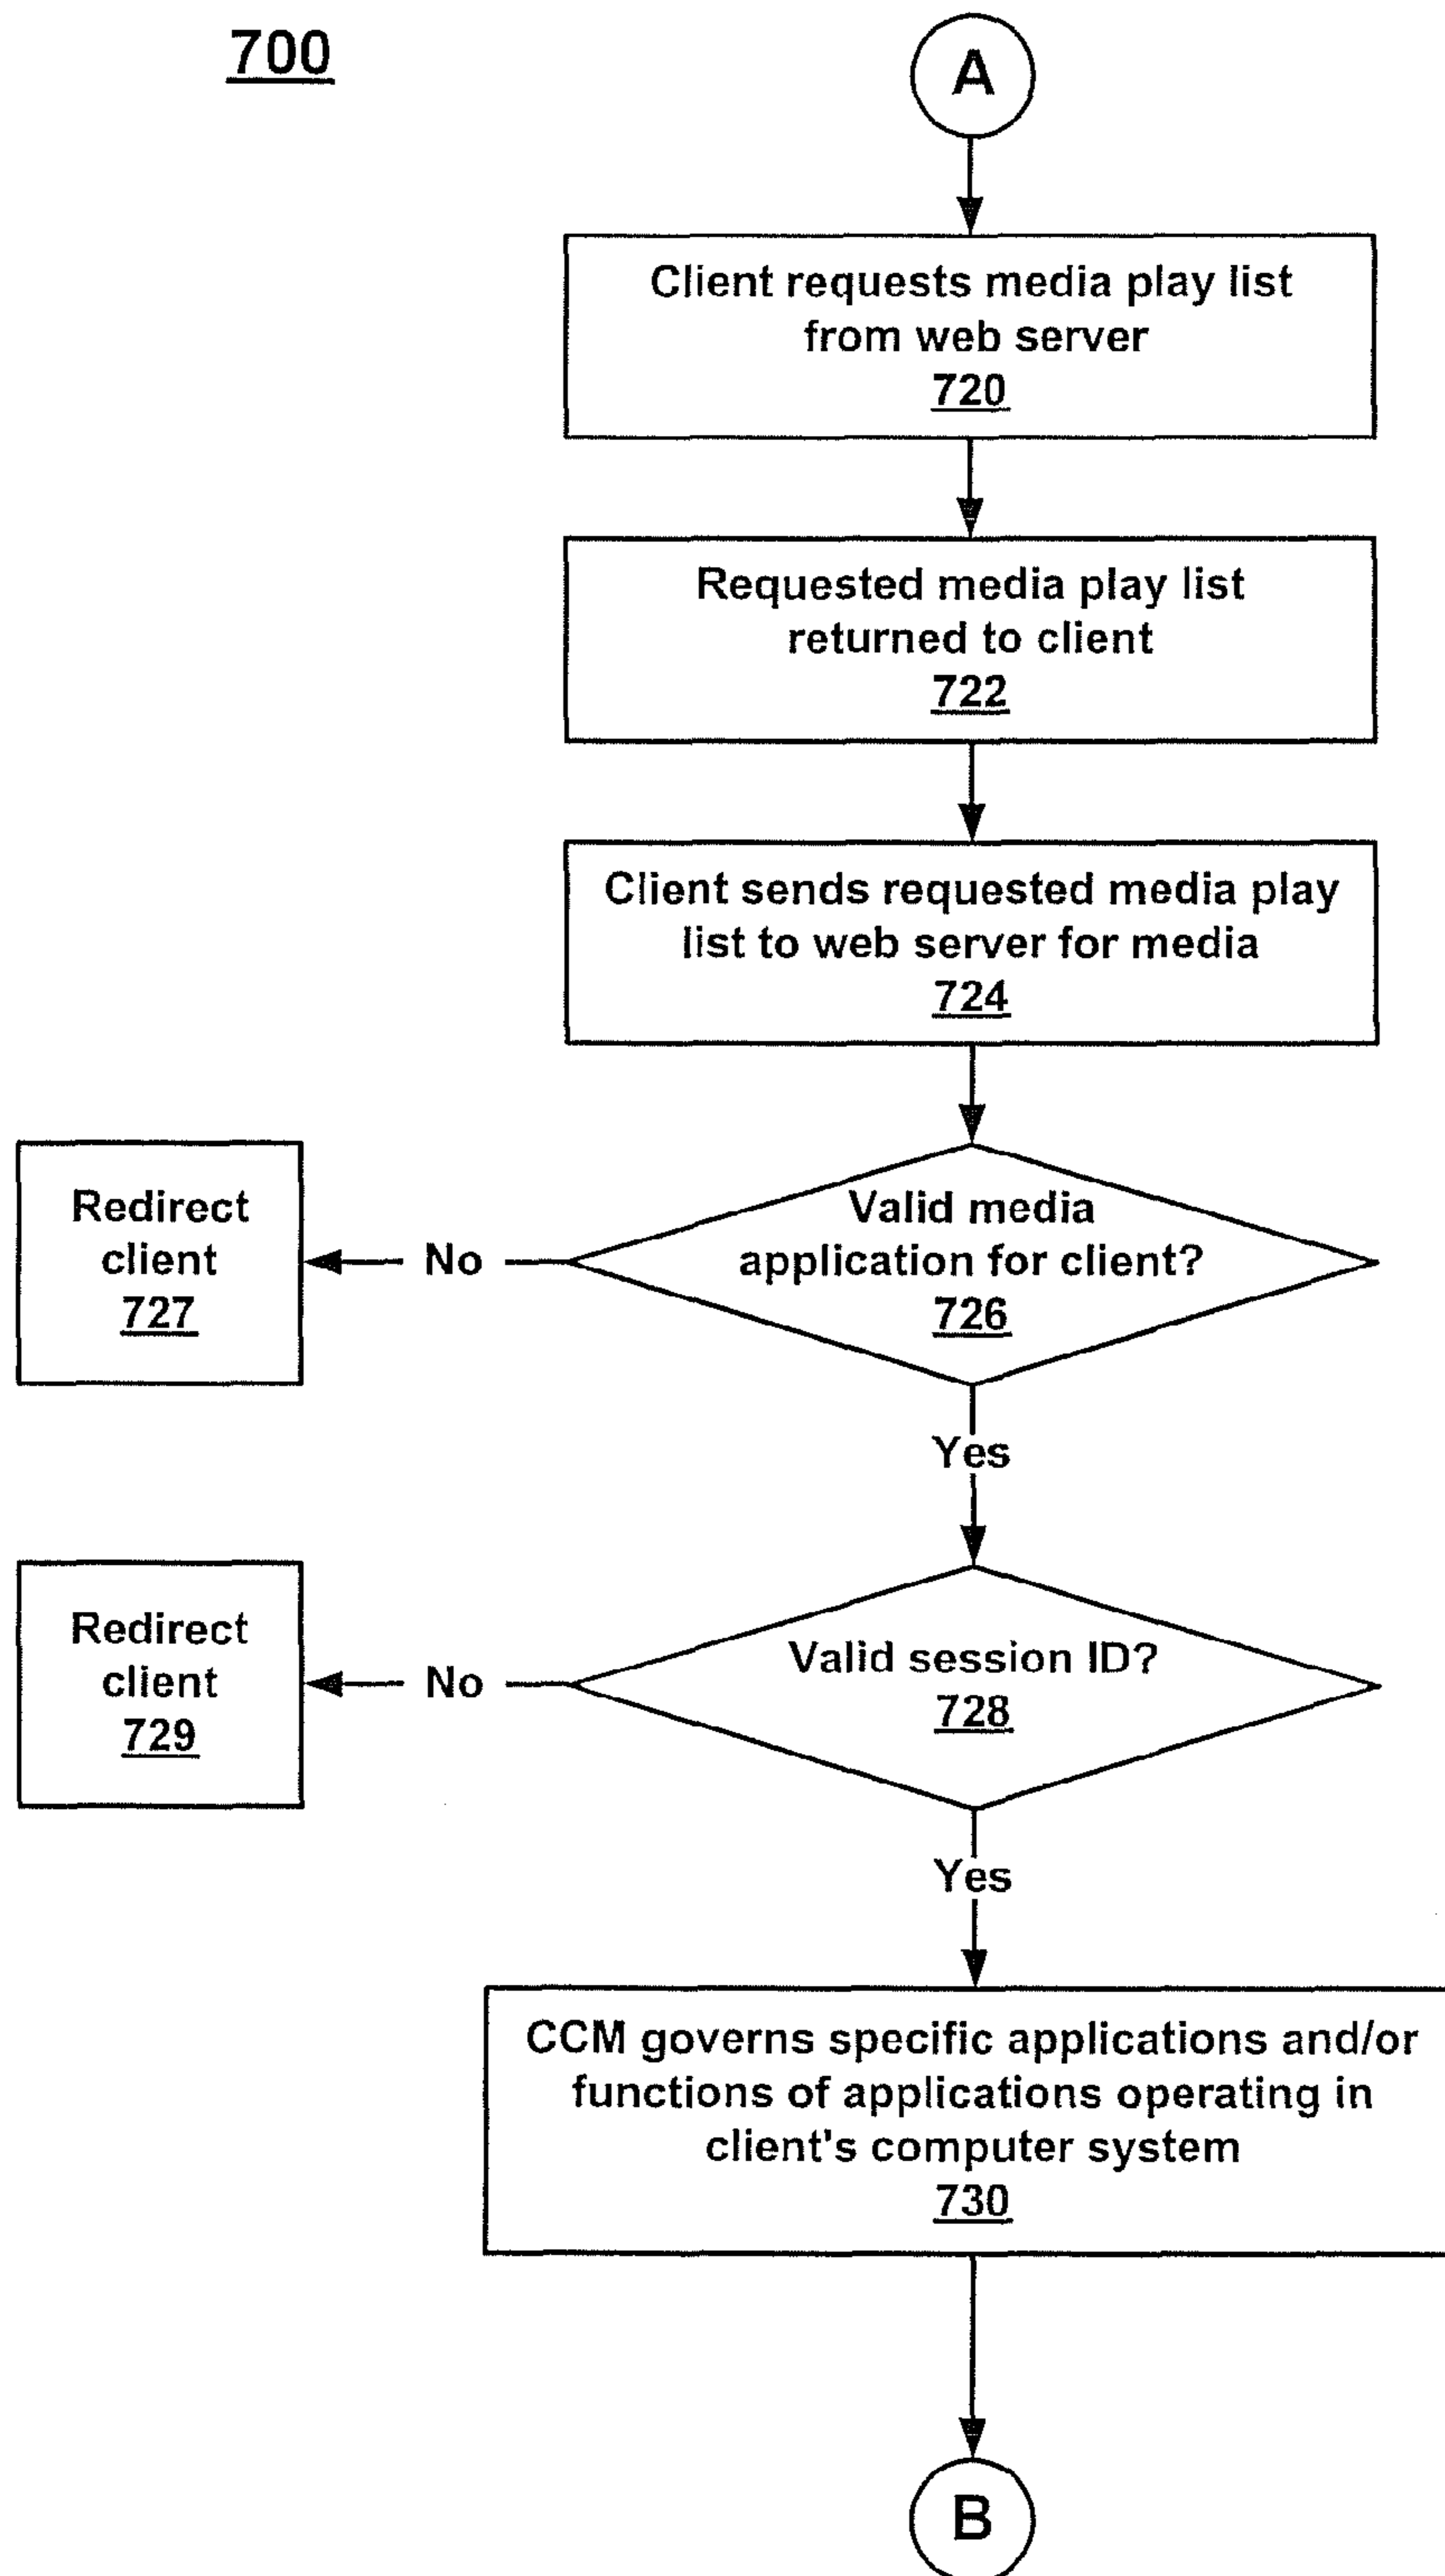 700
A
Client requests media play list
from web server
720
Requested media play list
returned to client
722
Client sends requested media play
list to web server for media
724
Valid media
application for client?
726
No
Redirect
client
727
Yes
Valid session ID?
728
No
Redirect
client
729
Yes
CCM governs specific applications and/or
functions of applications operating in
client's computer system
730
B